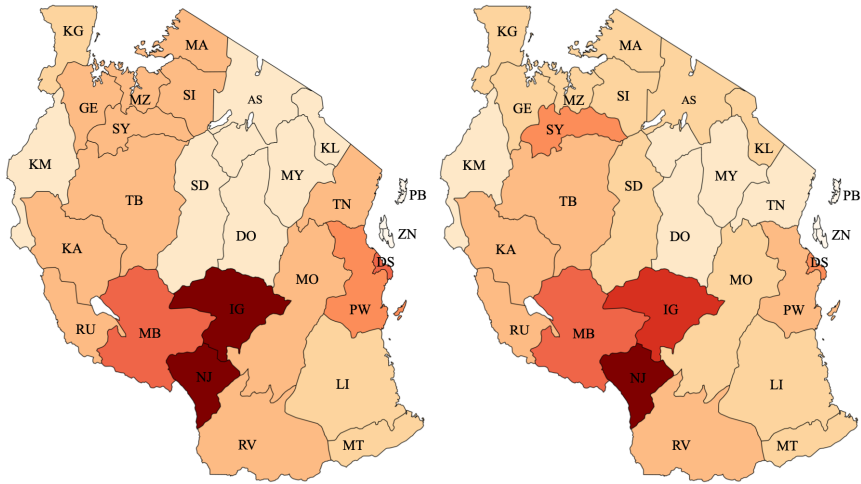 KG
MA
GE
MZ
SI
AS
SY
KM
KL
SD
MY
TB
TN
PB
DO
ZN
KA
DS
MO
IG
PW
RU
MB
NJ
LI
RV
MT
KG
MA
GE
MZ
SI
AS
SY
KM
KL
SD
MY
TB
TN
PB
DO
ZN
KA
DS
MO
IG
PW
RU
MB
NJ
LI
RV
MT